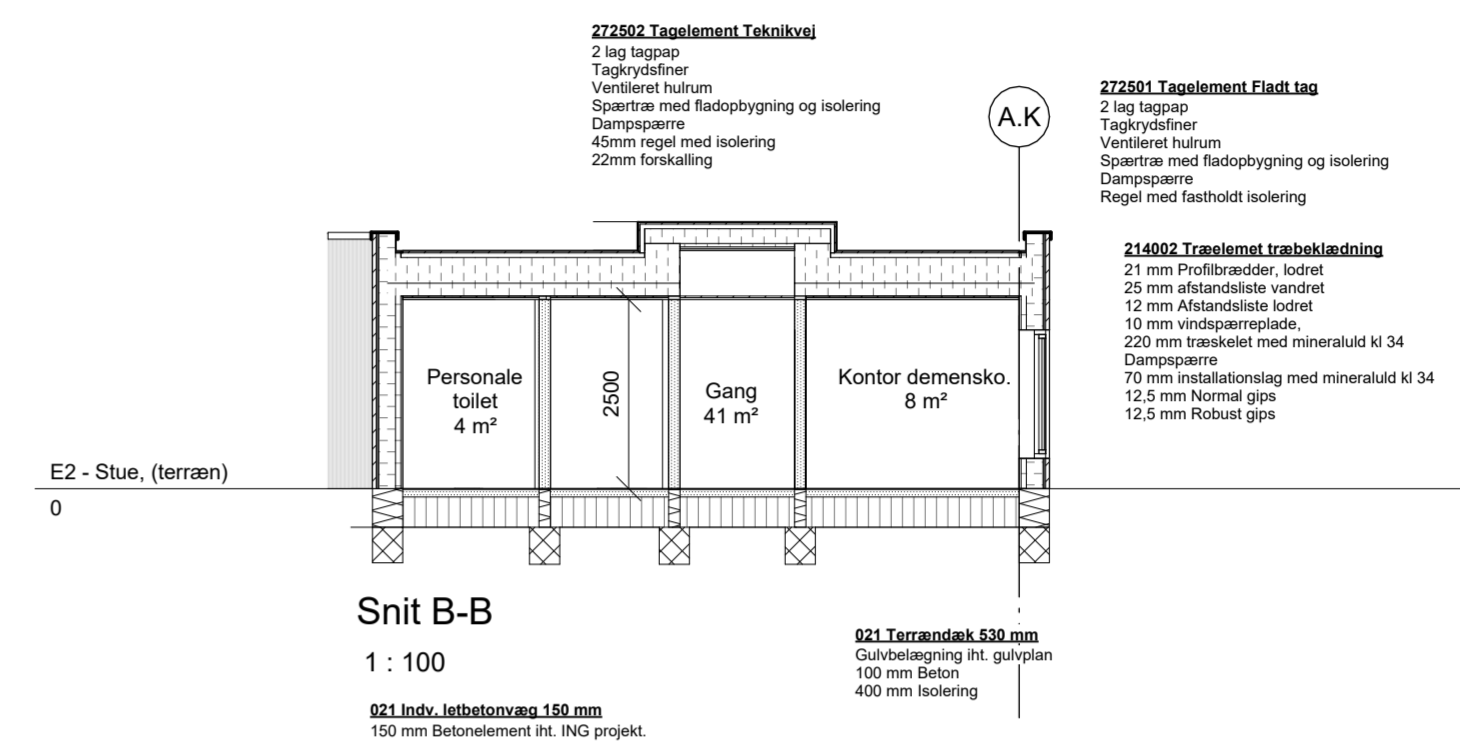 272502 Tagelement Teknikvej
2 lag tagpap
Tagkrydsfiner
Ventileret hulrum
Spærtræ med fladopbygning og isolering
Dampspærre
45mm regel med isolering
22mm forskalling
A.K
272501 Tagelement Fladt tag
2 lag tagpap
Tagkrydsfiner
Ventileret hulrum
Spærtræ med fladopbygning og isolering
Dampspærre
Regel med fastholdt isolering
214002 Træelemet træbeklædning
21 mm Profilbrædder, lodret
25 mm afstandsliste vandret
12 mm Afstandsliste lodret
10 mm vindspærreplade,
220 mm træskelet med mineraluld kl 34
Dampspærre
70 mm installationslag med mineraluld kl 34
12,5 mm Normal gips
12,5 mm Robust gips
Personale
toilet
4 m²
2500
Gang
41 m²
Kontor demensko.
8 m²
E2 - Stue, (terræn)
0
Snit B-B
1 : 100
021 Terrændæk 530 mm
Gulvbelægning iht. gulvplan
100 mm Beton
400 mm Isolering
021 Indv. letbetonvæg 150 mm
150 mm Betonelement iht. ING projekt.